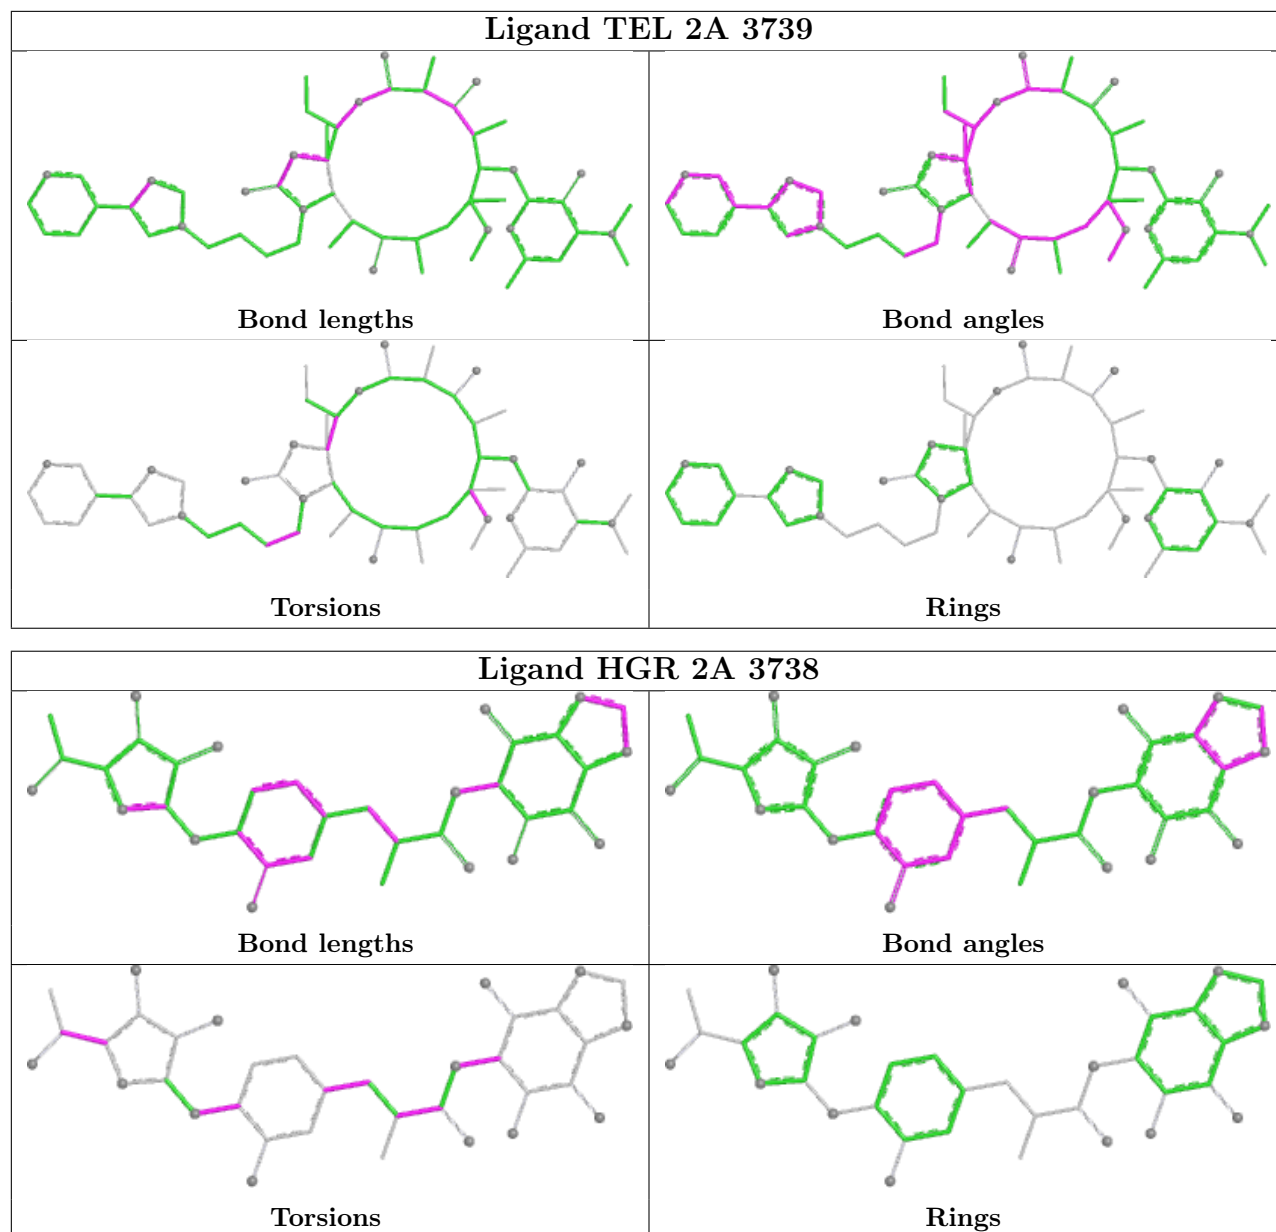 Ligand TEL 2A 3739
Bond lengths
Bond angles
Torsions
Rings
Ligand HGR 2A 3738
Bond lengths
Bond angles
Torsions
Rings